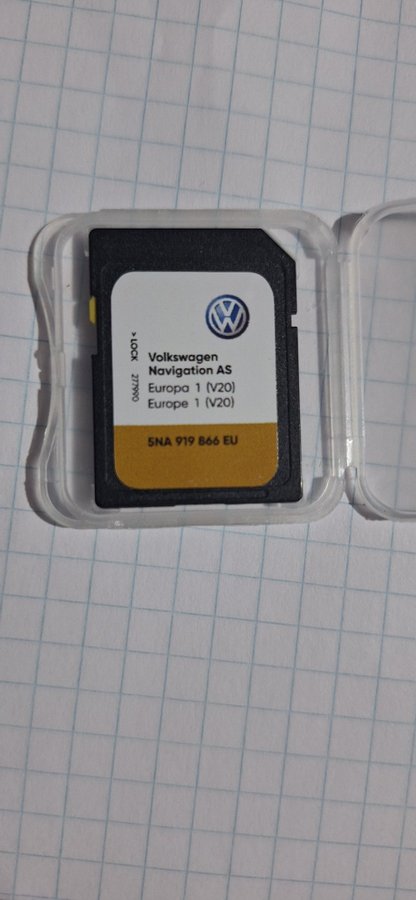 Volkswagen
Navigation AS
Europa 1 (V20)
Europe 1 (V20)
5NA 919 866 EU
> LOCK 277990